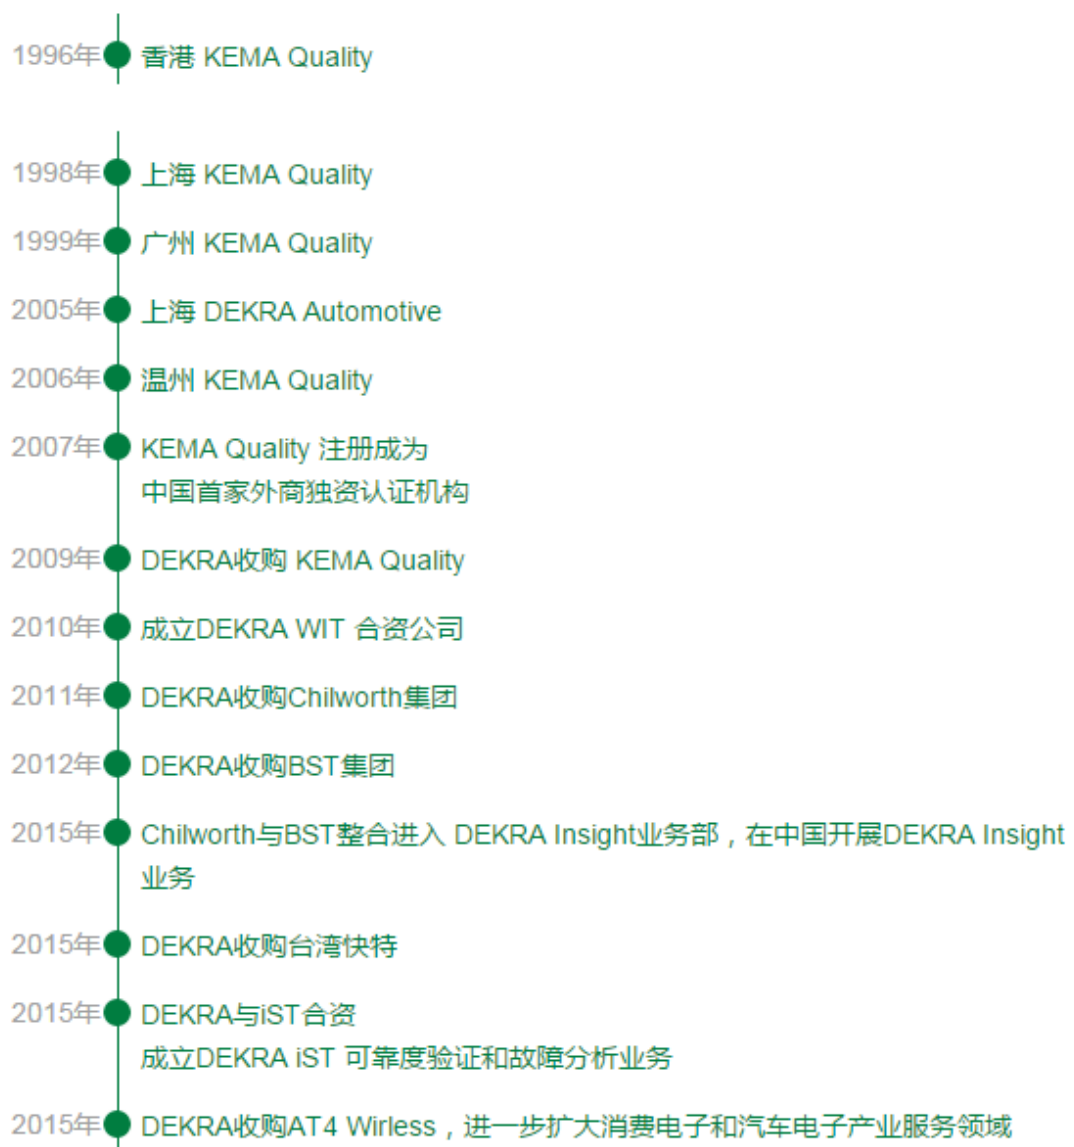 1996年 香港 KEMA Quality
1998年 上海 KEMA Quality
1999年 广州 KEMA Quality
2005年 上海 DEKRA Automotive
2006年 温州 KEMA Quality
2007年 KEMA Quality 注册成为
中国首家外商独资认证机构
2009年 DEKRA收购 KEMA Quality
2010年 成立DEKRA WIT 合资公司
2011年 DEKRA收购Chilworth集团
2012年 DEKRA收购BST集团
2015年 Chilworth与BST整合进入 DEKRA Insight业务部，在中国开展DEKRA Insight
业务
2015年 DEKRA收购台湾快特
2015年 DEKRA与iST合资
成立DEKRA iST 可靠度验证和故障分析业务
2015年 DEKRA收购AT4 Wirless，进一步扩大消费电子和汽车电子产业服务领域